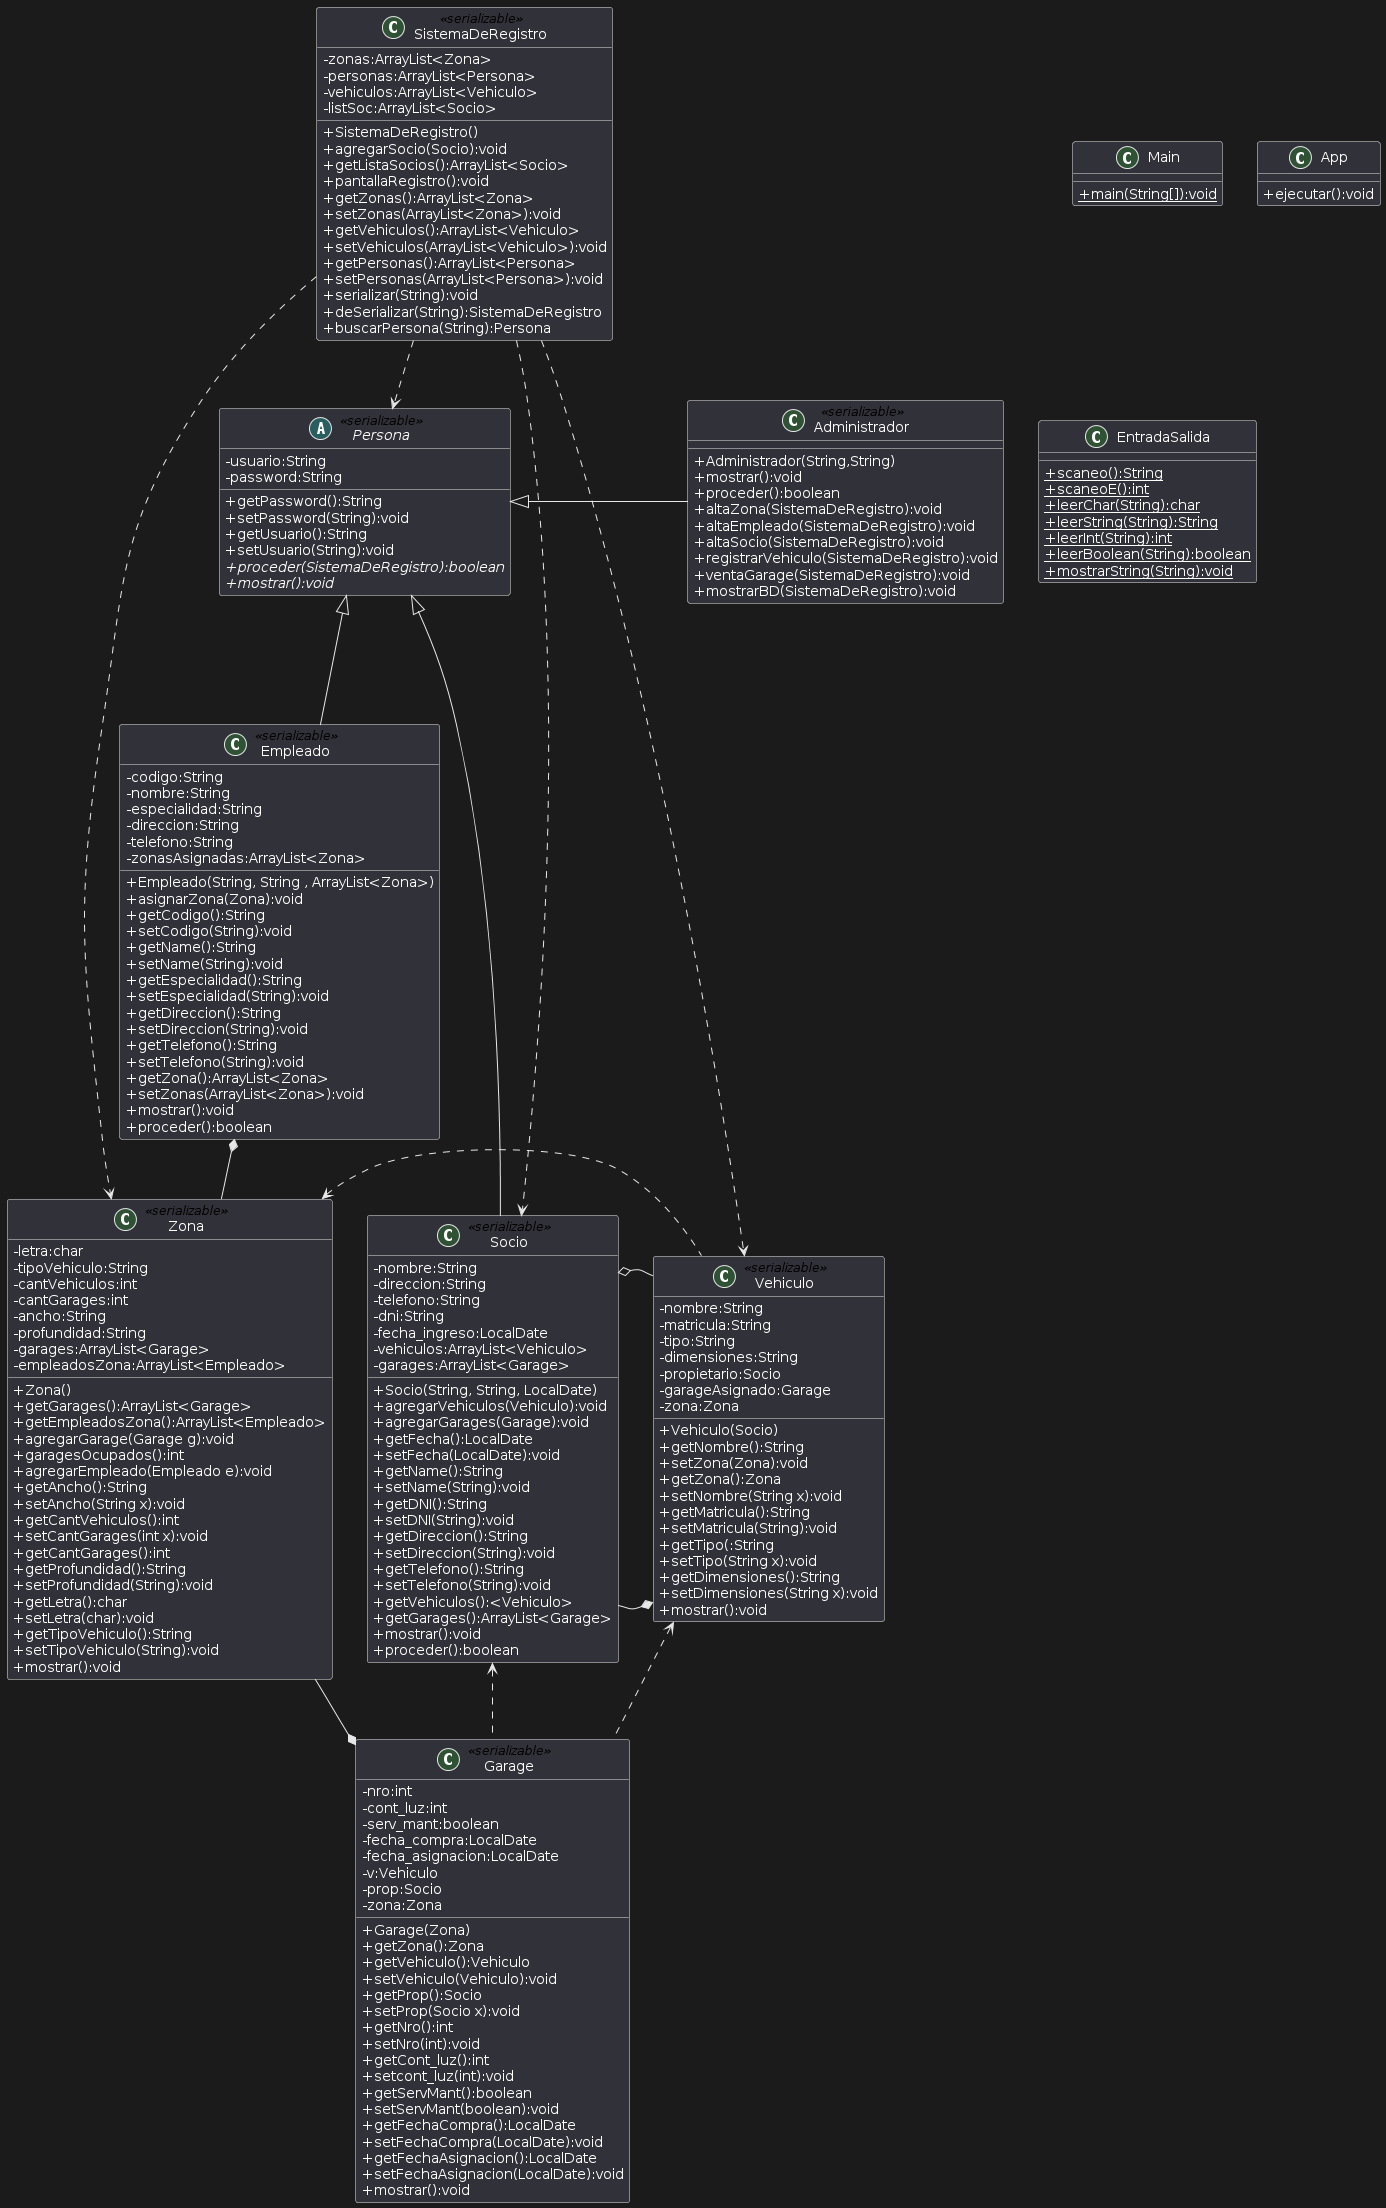 «serializable»
SistemaDeRegistro
-zonas:ArrayList<Zona>
-personas:ArrayList<Persona>
-vehiculos:ArrayList<Vehiculo>
-listSoc:ArrayList<Socio>
+SistemaDeRegistro()
+agregarSocio(Socio):void
+getListaSocios():ArrayList<Socio>
+pantallaRegistro():void
+getZonas():ArrayList<Zona>
+setZonas(ArrayList<Zona>):void
+getVehiculos():ArrayList<Vehiculo>
+setVehiculos(ArrayList<Vehiculo>):void
+getPersonas():ArrayList<Persona>
+setPersonas(ArrayList<Persona>):void
+serializar(String):void
+deSerializar(String):SistemaDeRegistro
+buscarPersona(String):Persona
C
Main
+main(String[]):void
C
App
+ejecutar():void
A
«serializable»
Persona
-usuario:String
-password:String
+getPassword():String
+setPassword(String):void
+getUsuario():String
+setUsuario(String):void
+proceder(SistemaDeRegistro):boolean
+mostrar():void
C
«serializable»
Administrador
+Administrador(String,String)
+mostrar():void
+proceder():boolean
+altaZona(SistemaDeRegistro):void
+altaEmpleado(SistemaDeRegistro):void
+altaSocio(SistemaDeRegistro):void
+registrarVehiculo(SistemaDeRegistro):void
+ventaGarage(SistemaDeRegistro):void
+mostrarBD(SistemaDeRegistro):void
C
EntradaSalida
+scaneo():String
+scaneoE():int
+leerChar(String):char
+leerString(String):String
+leerInt(String):int
+leerBoolean(String):boolean
+mostrarString(String):void
C
«serializable»
Empleado
-codigo:String
-nombre:String
-especialidad:String
-direccion:String
-telefono:String
-zonasAsignadas:ArrayList<Zona>
+Empleado(String, String , ArrayList<Zona>)
+asignarZona(Zona):void
+getCodigo():String
+setCodigo(String):void
+getName():String
+setName(String):void
+getEspecialidad():String
+setEspecialidad(String):void
+getDireccion():String
+setDireccion(String):void
+getTelefono():String
+setTelefono(String):void
+getZona():ArrayList<Zona>
+setZonas(ArrayList<Zona>):void
+mostrar():void
+proceder():boolean
C
«serializable»
Zona
-letra:char
-tipoVehiculo:String
-cantVehiculos:int
-cantGarages:int
-ancho:String
-profundidad:String
-garages:ArrayList<Garage>
-empleadosZona:ArrayList<Empleado>
+Zona()
+getGarages():ArrayList<Garage>
+getEmpleadosZona():ArrayList<Empleado>
+agregarGarage(Garage g):void
+garagesOcupados():int
+agregarEmpleado(Empleado e):void
+getAncho():String
+setAncho(String x):void
+getCantVehiculos():int
+setCantGarages(int x):void
+getCantGarages():int
+getProfundidad():String
+setProfundidad(String):void
+getLetra():char
+setLetra(char):void
+getTipoVehiculo():String
+setTipoVehiculo(String):void
+mostrar():void
C
«serializable»
Socio
-nombre:String
-direccion:String
-telefono:String
-dni:String
-fecha_ingreso:LocalDate
-vehiculos:ArrayList<Vehiculo>
-garages:ArrayList<Garage>
+Socio(String, String, LocalDate)
+agregarVehiculos(Vehiculo):void
+agregarGarages(Garage):void
+getFecha():LocalDate
+setFecha(LocalDate):void
+getName():String
+setName(String):void
+getDNI():String
+setDNI(String):void
+getDireccion():String
+setDireccion(String):void
+getTelefono():String
+setTelefono(String):void
+getVehiculos():<Vehiculo>
+getGarages():ArrayList<Garage>
+mostrar():void
+proceder():boolean
C
«serializable»
Vehiculo
-nombre:String
-matricula:String
-tipo:String
-dimensiones:String
-propietario:Socio
-garageAsignado:Garage
-zona:Zona
+Vehiculo(Socio)
+getNombre():String
+setZona(Zona):void
+getZona():Zona
+setNombre(String x):void
+getMatricula():String
+setMatricula(String):void
+getTipo(:String
+setTipo(String x):void
+getDimensiones():String
+setDimensiones(String x):void
+mostrar():void
C
«serializable»
Garage
-nro:int
-cont_luz:int
-serv_mant:boolean
-fecha_compra:LocalDate
-fecha_asignacion:LocalDate
-v:Vehiculo
-prop:Socio
-zona:Zona
+Garage(Zona)
+getZona():Zona
+getVehiculo():Vehiculo
+setVehiculo(Vehiculo):void
+getProp():Socio
+setProp(Socio x):void
+getNro():int
+setNro(int):void
+getCont_luz():int
+setcont_luz(int):void
+getServMant():boolean
+setServMant(boolean):void
+getFechaCompra():LocalDate
+setFechaCompra(LocalDate):void
+getFechaAsignacion():LocalDate
+setFechaAsignacion(LocalDate):void
+mostrar():void